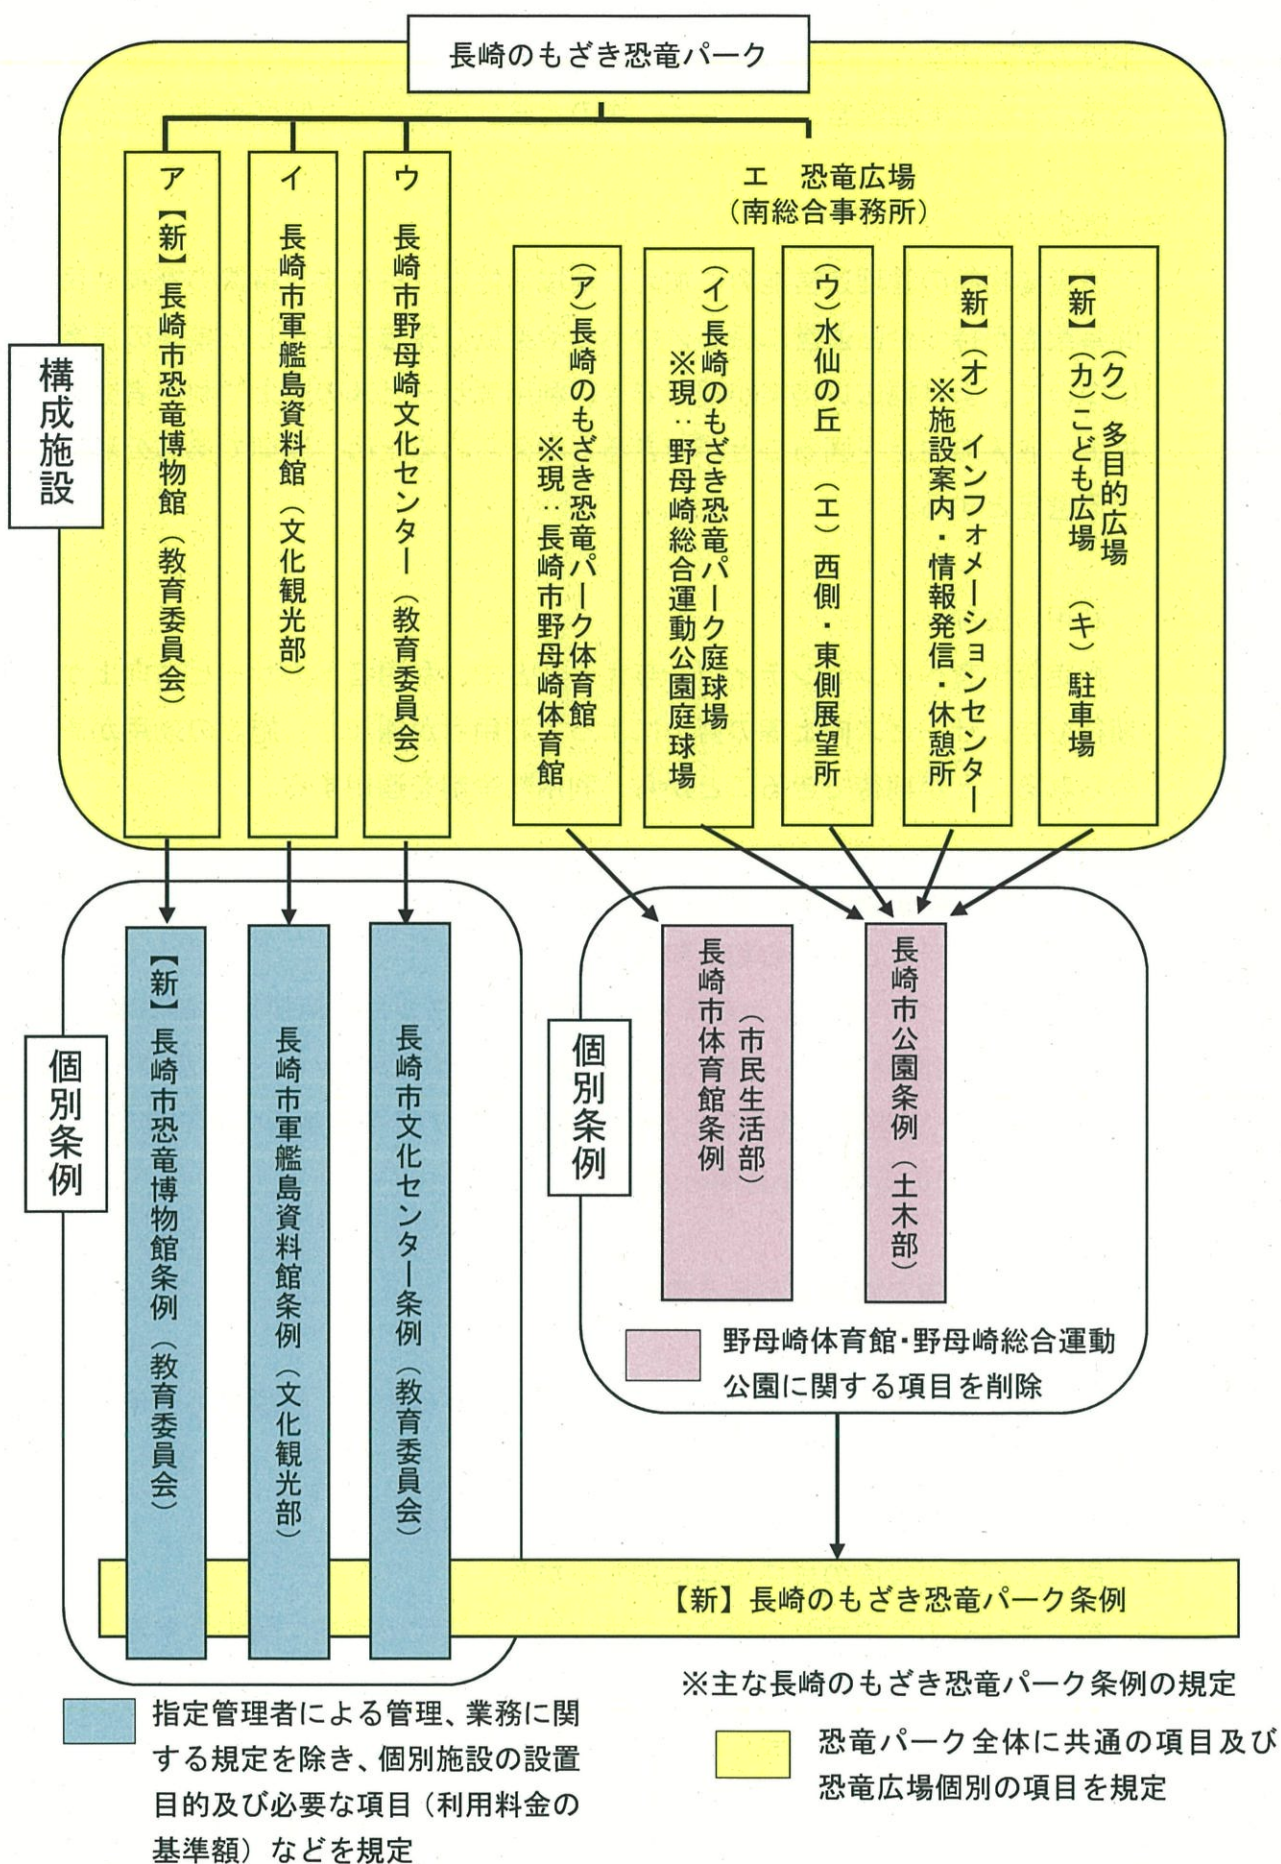 長崎のもざき恐竜パーク
構成施設
ア 【新】長崎市恐竜博物館（教育委員会）
イ 長崎市軍艦島資料館（文化観光部）
ウ 長崎市野母崎文化センター（教育委員会）
エ 恐竜広場
（南総合事務所）
（ア）長崎のもざき恐竜パーク体育館
※現：長崎市野母崎体育館
（イ）長崎のもざき恐竜パーク庭球場
※現：野母崎総合運動公園庭球場
（ウ）水仙の丘 （エ）西側・東側展望所
【新】（オ） インフォメーションセンター
※施設案内・情報発信・休憩所
（ク）多目的広場
【新】（カ）こども広場 （キ）駐車場
個別条例
【新】長崎市恐竜博物館条例（教育委員会）
長崎市軍艦島資料館条例（文化観光部）
長崎市文化センター条例（教育委員会）
個別条例
（市民生活部）
長崎市体育館条例
長崎市公園条例（土木部）
野母崎体育館・野母崎総合運動
公園に関する項目を削除
【新】長崎のもざき恐竜パーク条例
指定管理者による管理、業務に関
する規定を除き、個別施設の設置
目的及び必要な項目（利用料金の
基準額）などを規定
※主な長崎のもざき恐竜パーク条例の規定
恐竜パーク全体に共通の項目及び
恐竜広場個別の項目を規定